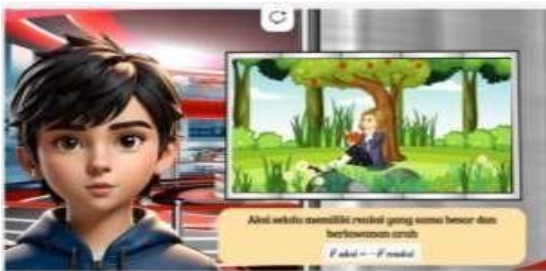 Aksi selalu memiliki reaksi yang sama besar dan
berlawanan arah
F aksi = -F reaksi